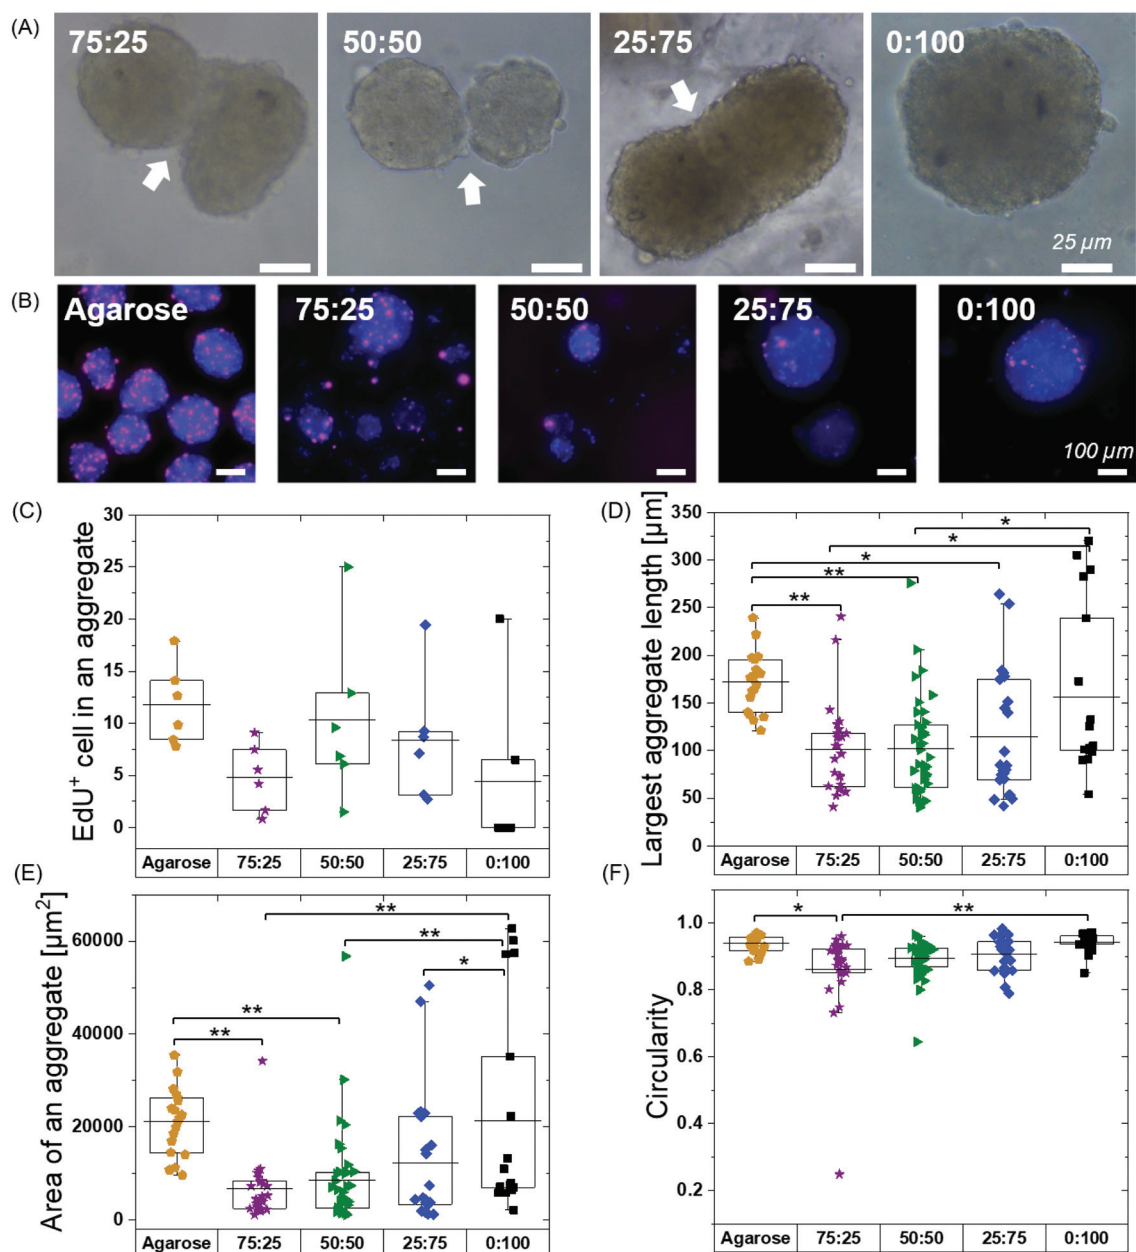 (A)
75:25
50:50
25:75
0:100
25 µm
(B)
Agarose
75:25
50:50
25:75
0:100
100 µm
(C)
EdU⁺ cell in an aggregate
30
25
20
15
10
5
0
Agarose 75:25 50:50 25:75 0:100
(D)
Largest aggregate length [µm]
350
300
250
200
150
100
50
0
*
*
*
**
**
Agarose 75:25 50:50 25:75 0:100
(E)
Area of an aggregate [µm²]
60000
40000
20000
0
**
**
*
**
**
Agarose 75:25 50:50 25:75 0:100
(F)
Circularity
1.0
0.8
0.6
0.4
0.2
*
**
Agarose 75:25 50:50 25:75 0:100